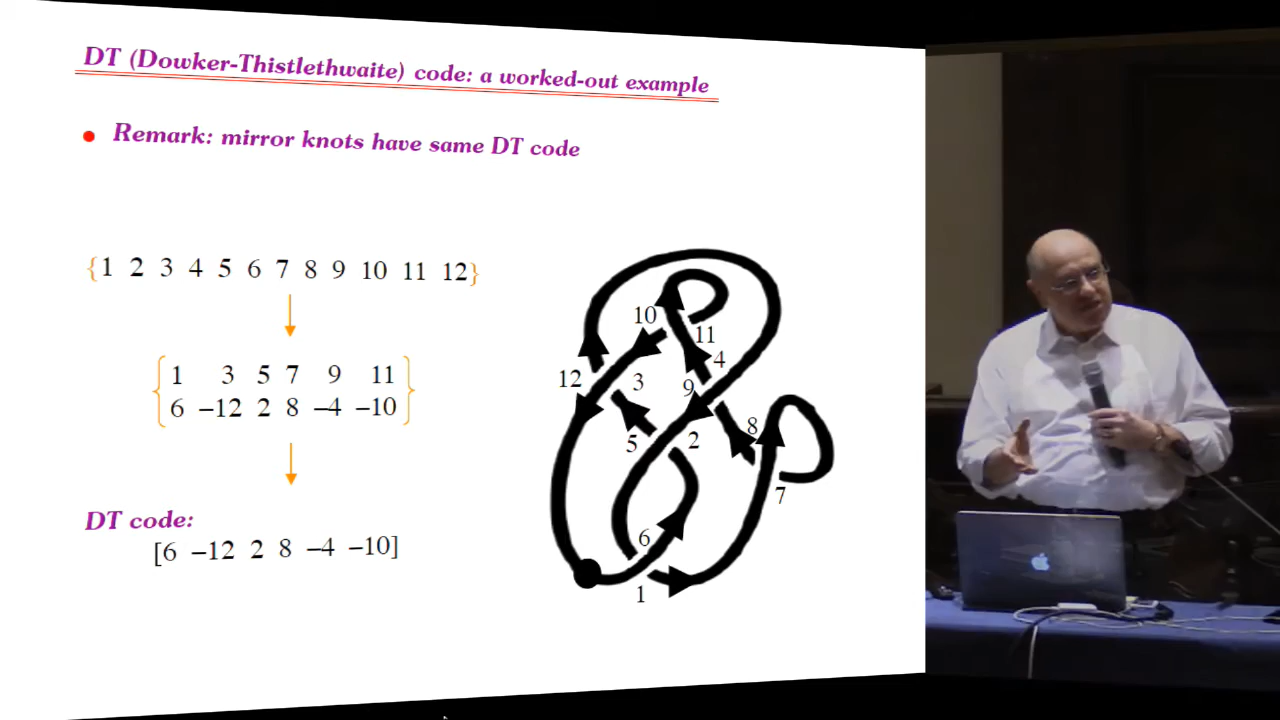 DT (Dowker-Thistlethwaite) code: a worked-out example
Remark: mirror knots have same DT code
{1 2 3 4 5 6 7 8 9 10 11 12}
1 3 5 7 9 11
6 –12 2 8 –4 –10
DT code:
[6 –12 2 8 –4 –10]
10
11
4
12
3
9
8
5
2
7
6
1